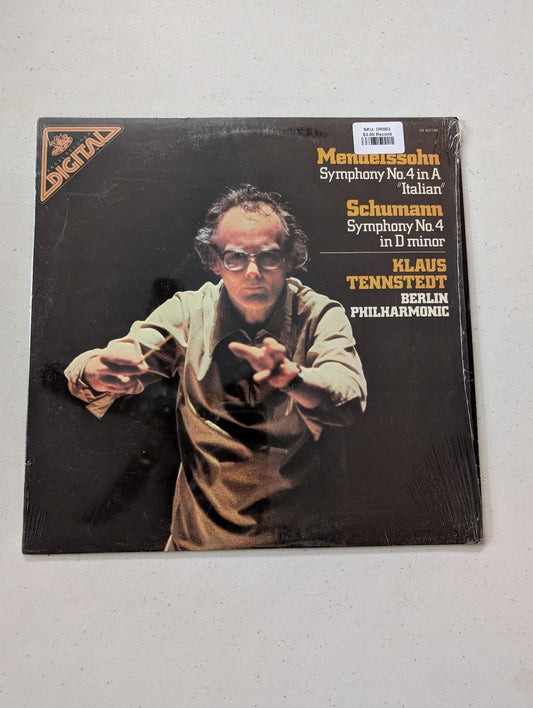 DIGITAL
SKU: DR003
$3.00 Record
Mendelssohn
Symphony No. 4 in A
"Italian"
Schumann
Symphony No. 4
in D minor
KLAUS
TENNSTEDT
BERLIN
PHILHARMONIC